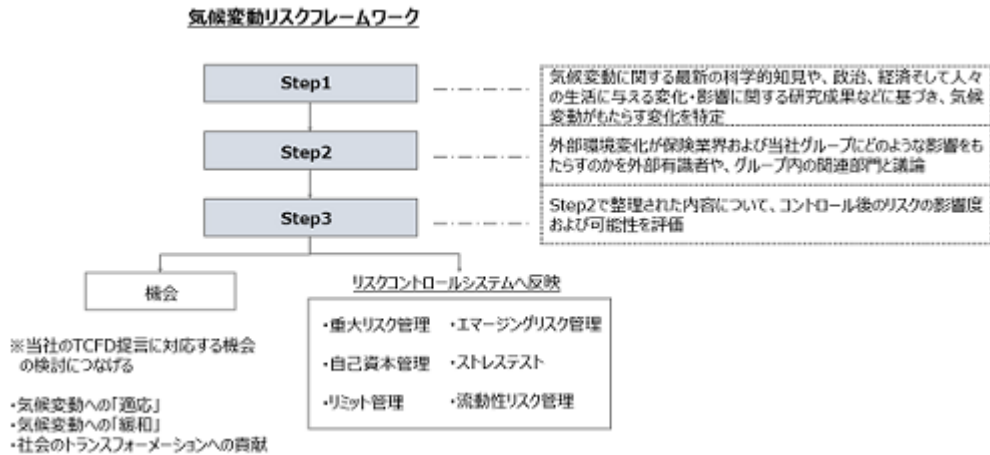 気候変動リスクフレームワーク
Step1
気候変動に関する最新の科学的知見や、政治、経済そして人々
の生活に与える変化・影響に関する研究成果などに基づき、気候
変動がもたらす変化を特定
Step2
外部環境変化が保険業界および当社グループにどのような影響をも
たらすのかを外部有識者や、グループ内の関連部門と議論
Step3
Step2で整理された内容について、コントロール後のリスクの影響度
および可能性を評価
機会
リスクコントロールシステムへ反映
・重大リスク管理 ・エマージングリスク管理
・自己資本管理 ・ストレステスト
・リミット管理 ・流動性リスク管理
※当社のTCFD提言に対応する機会
の検討につなげる
・気候変動への「適応」
・気候変動への「緩和」
・社会のトランスフォーメーションへの貢献